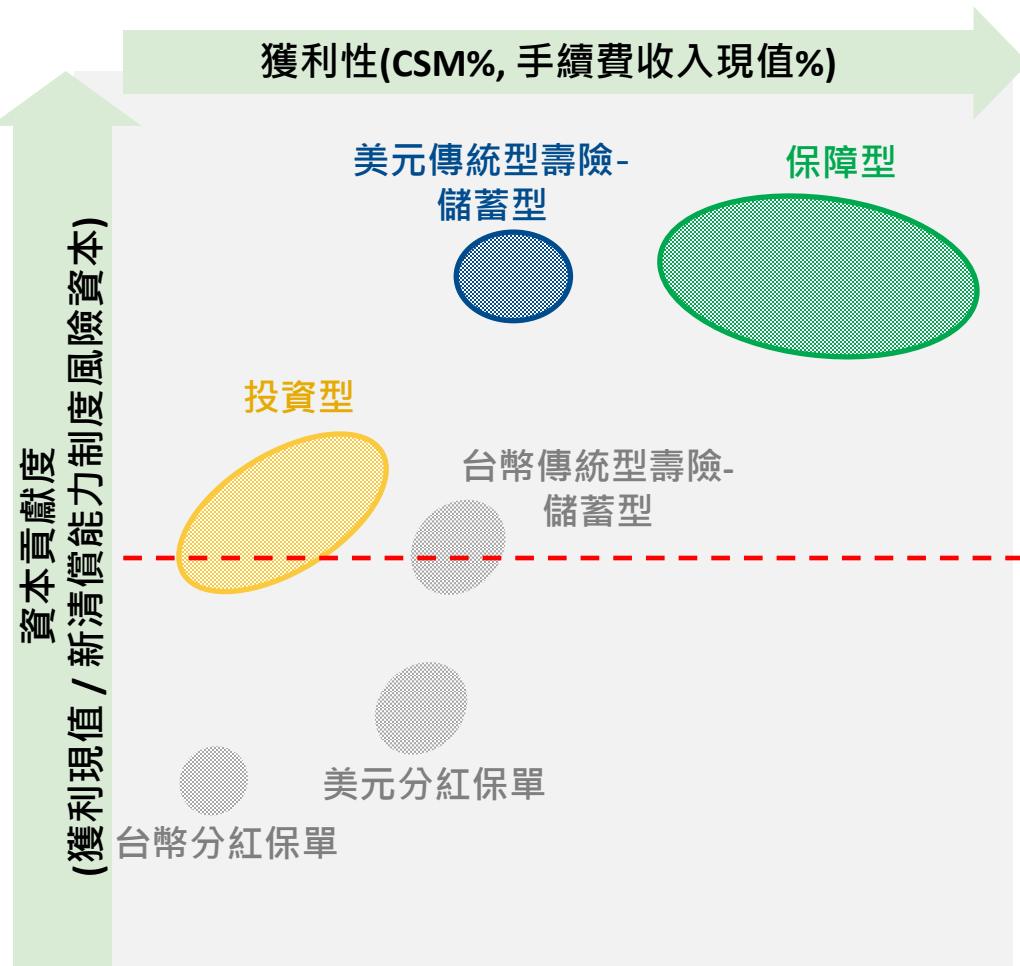 獲利性(CSM%, 手續費收入現值%)
美元傳統型壽險-
儲蓄型
保障型
投資型
台幣傳統型壽險-
儲蓄型
資本貢獻度
(獲利現值 / 新清償能力制度風險資本)
美元分紅保單
台幣分紅保單